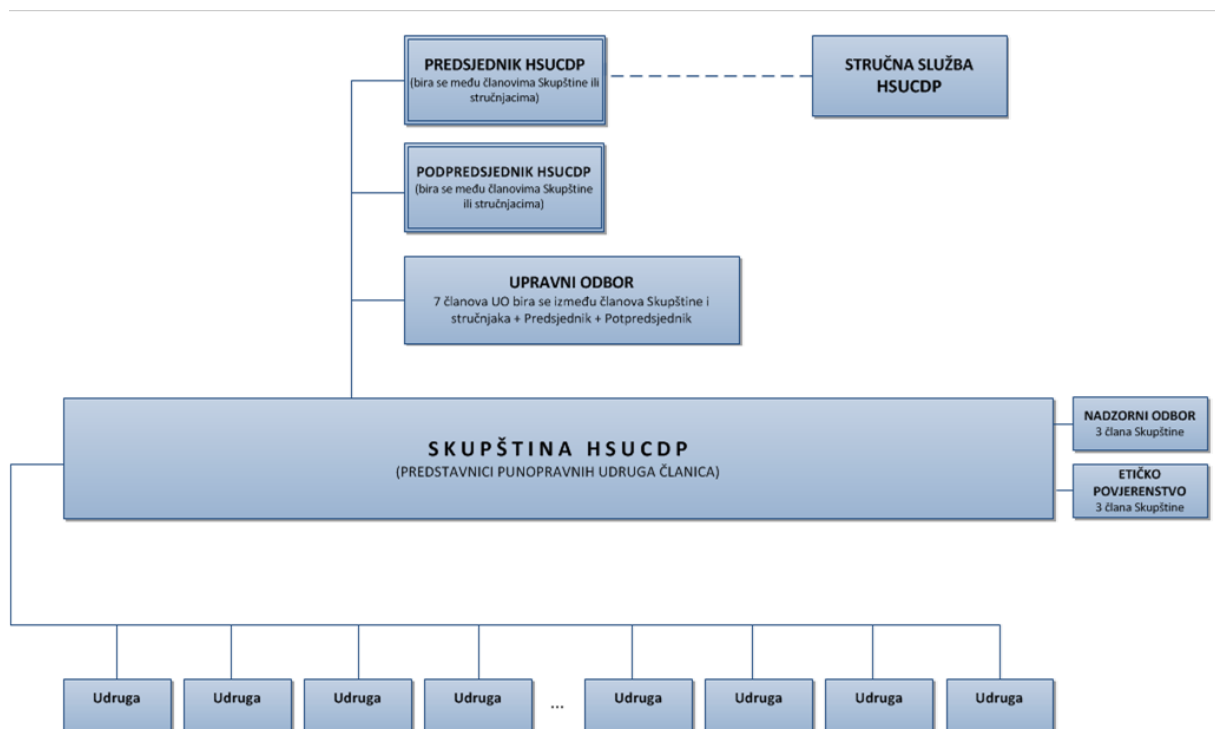 PREDSJEDNIK HSUCDP
(bira se među članovima Skupštine ili
stručnjacima)
STRUČNA SLUŽBA
HSUCDP
PODPREDSJEDNIK HSUCDP
(bira se među članovima Skupštine
ili stručnjacima)
UPRAVNI ODBOR
7 članova UO bira se između članova Skupštine i
stručnjaka + Predsjednik + Potpredsjednik
SKUPŠTINA HSUCDP
(PREDSTAVNICI PUNOPRAVNIH UDRUGA ČLANICA)
NADZORNI ODBOR
3 člana Skupštine
ETIČKO
POVJERENSTVO
3 člana Skupštine
Udruga Udruga Udruga Udruga ... Udruga Udruga Udruga Udruga